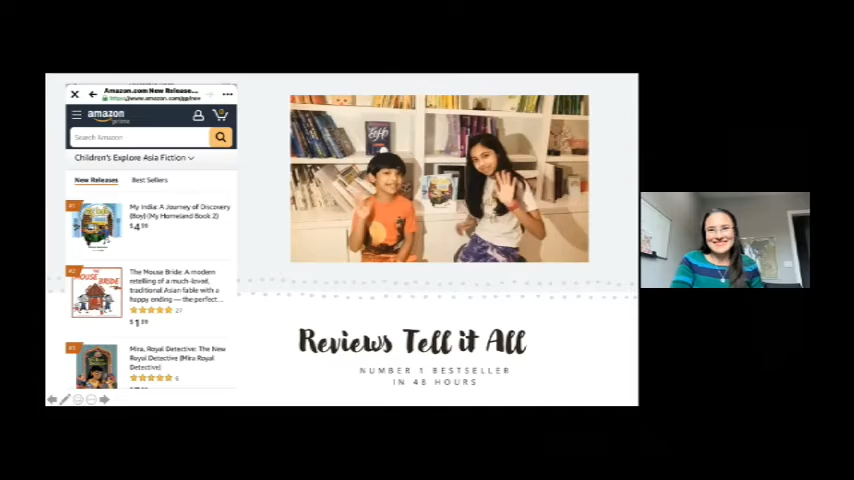 Amazon.com New Release...
https://www.amazon.com/gp/new
amazon
prime
Search Amazon
Children's Explore Asia Fiction
New Releases
Best Sellers
#1
My India: A Journey of Discovery
(Boy) (My Homeland Book 2)
$4.99
#2
THE
MOUSE BRIDE
The Mouse Bride: A modern
retelling of a much-loved,
traditional Asian fable with a
happy ending — the perfect...
27
$1.99
#3
Mira, Royal Detective: The New
Royal Detective (Mira Royal
Detective)
6
Reviews Tell it All
NUMBER 1 BESTSELLER
IN 48 HOURS